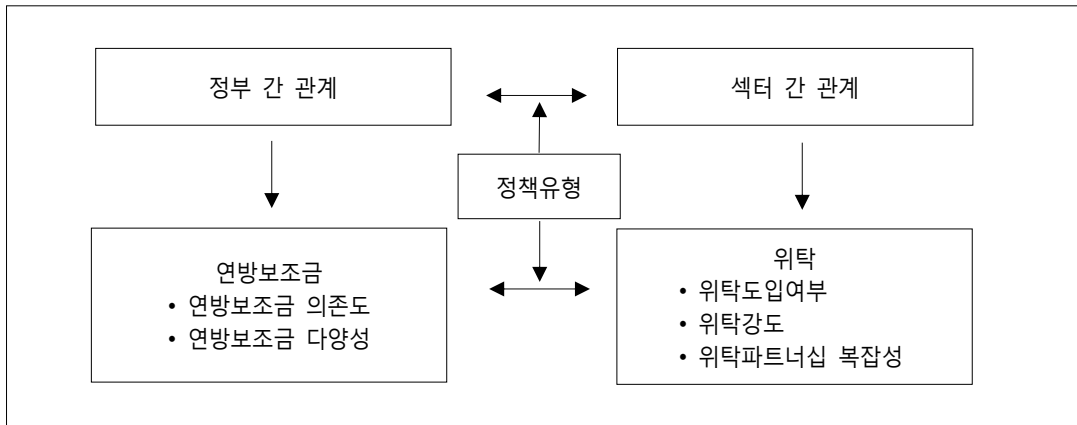 정부 간 관계
섹터 간 관계
정책유형
연방보조금
• 연방보조금 의존도
• 연방보조금 다양성
위탁
• 위탁도입여부
• 위탁강도
• 위탁파트너십 복잡성